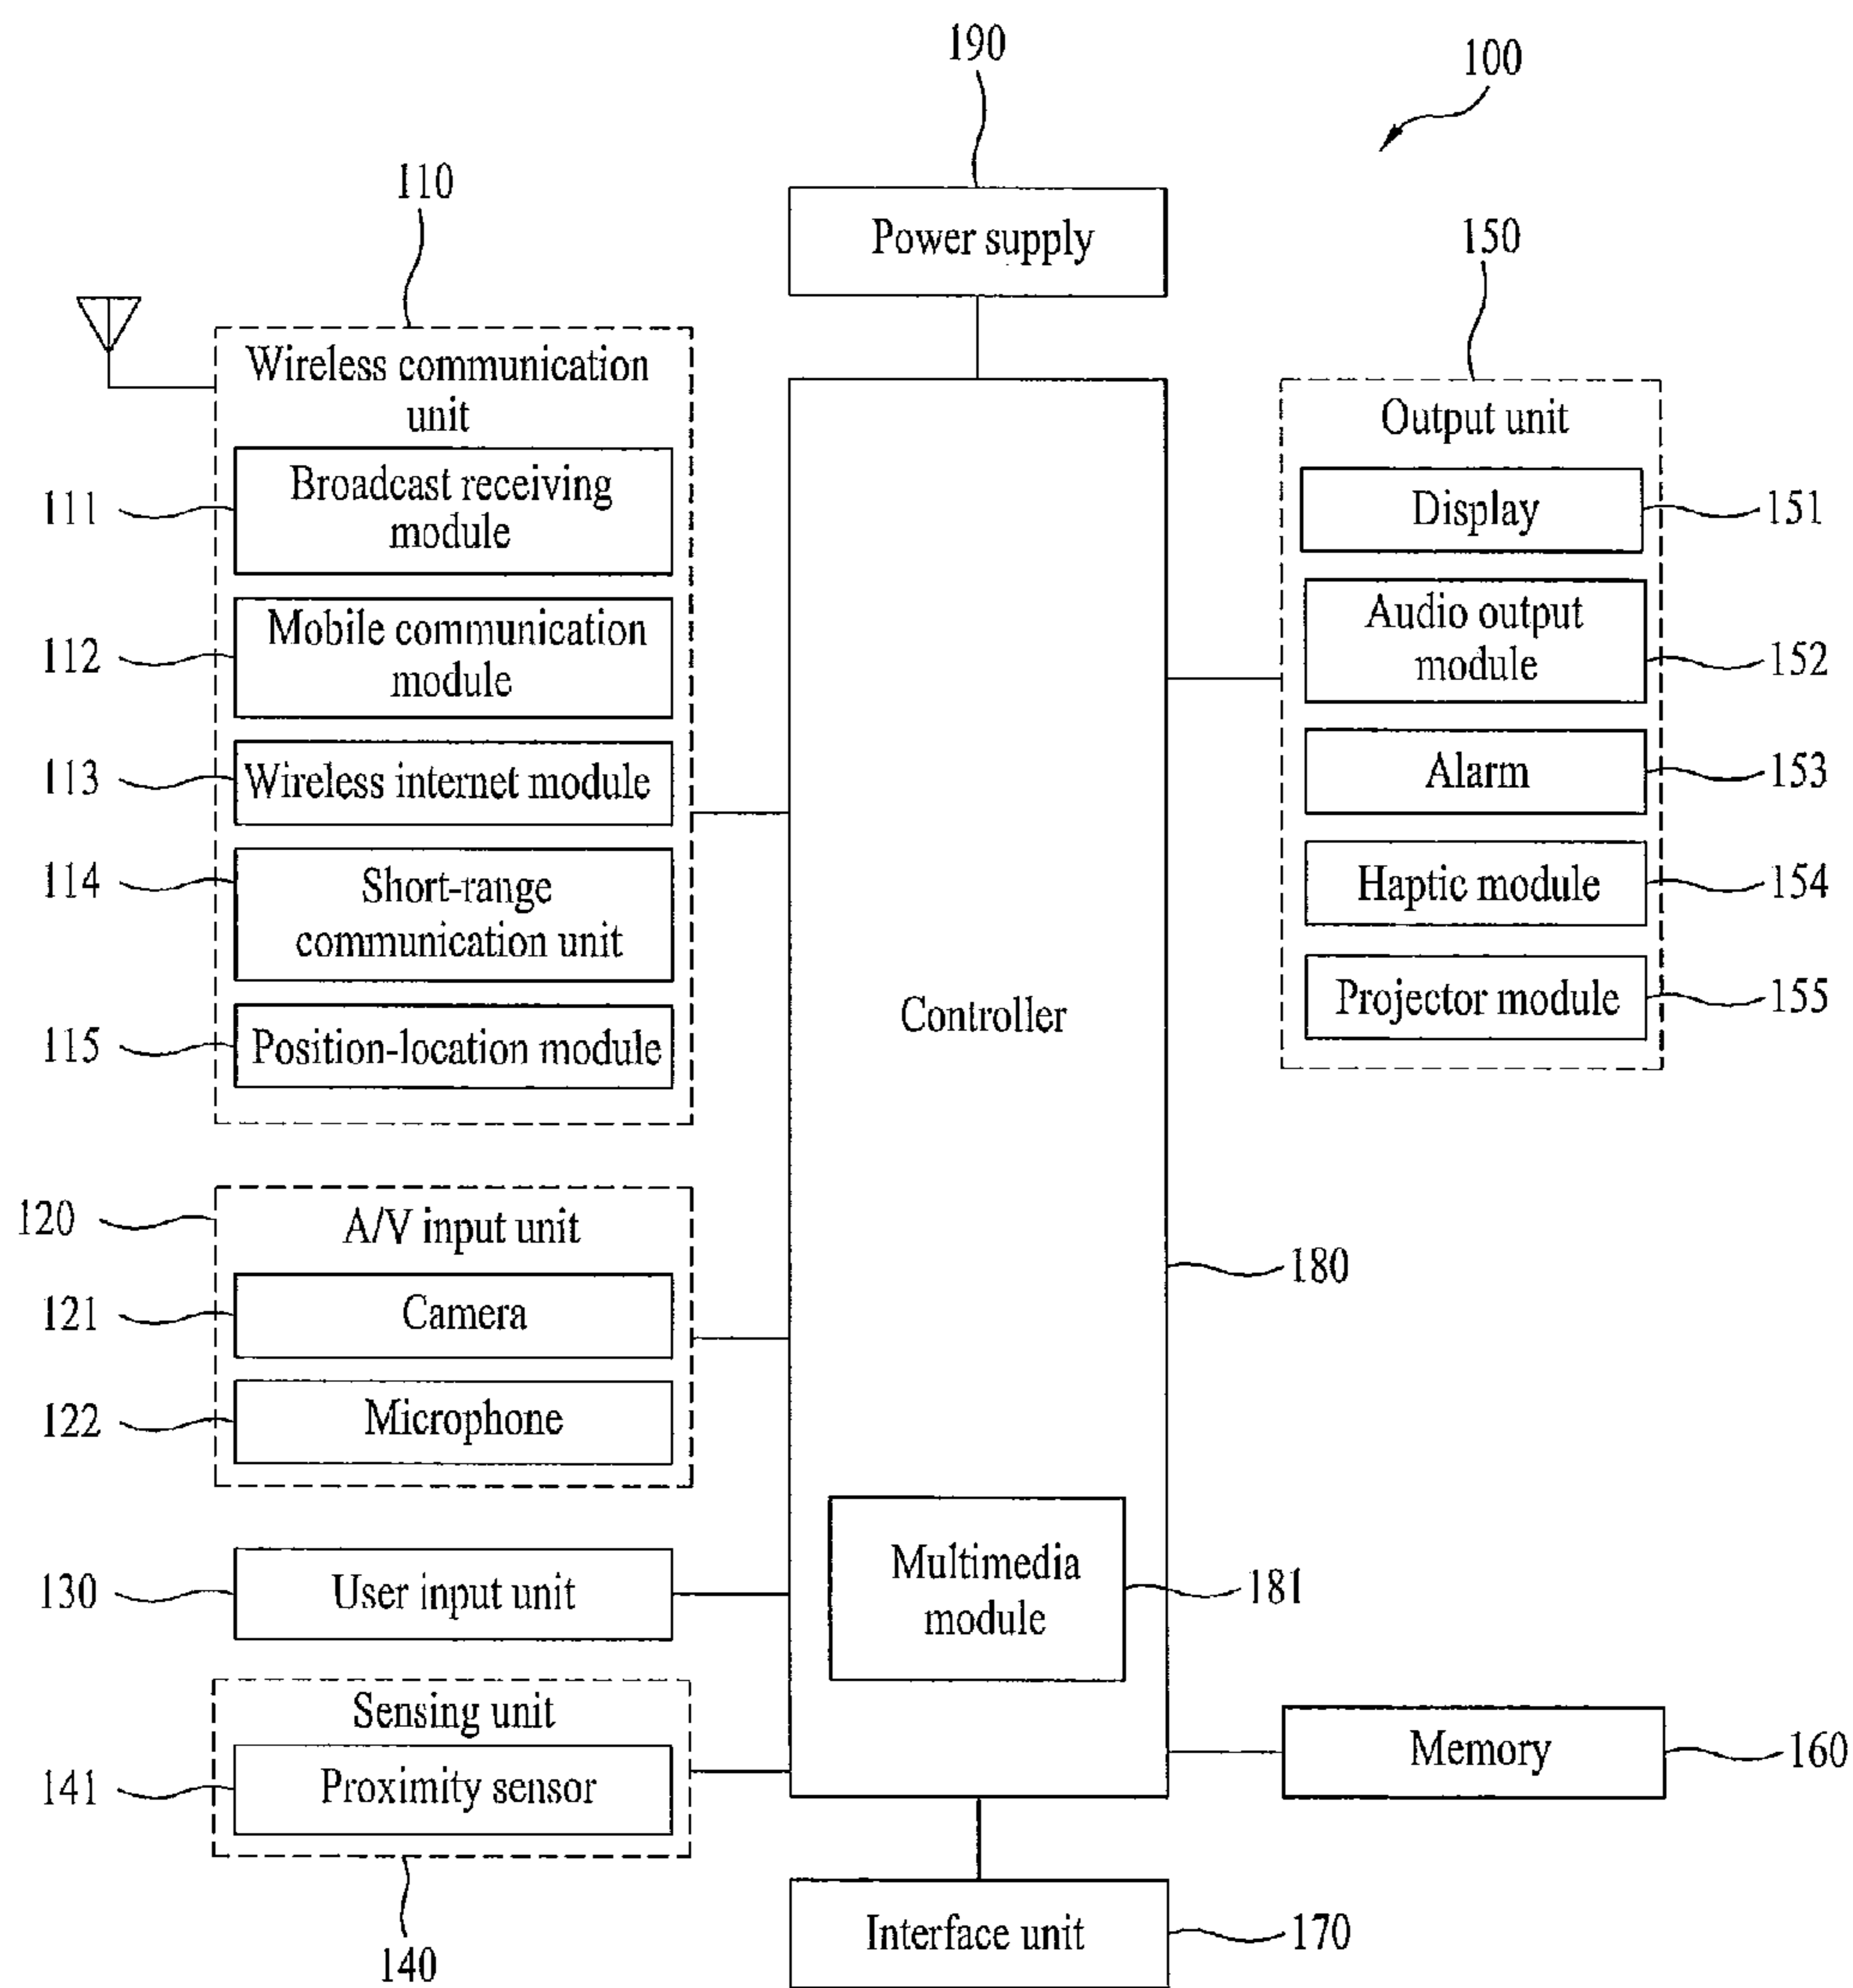 190
100
110
Power supply
150
Wireless communication
unit
Output unit
111
Broadcast receiving
module
Display
151
112
Mobile communication
module
Audio output
module
152
113
Wireless internet module
Alarm
153
114
Short-range
communication unit
Haptic module
154
115
Position-location module
Controller
Projector module
155
120
A/V input unit
121
Camera
180
122
Microphone
130
User input unit
Multimedia
module
181
Sensing unit
141
Proximity sensor
Memory
160
140
Interface unit
170